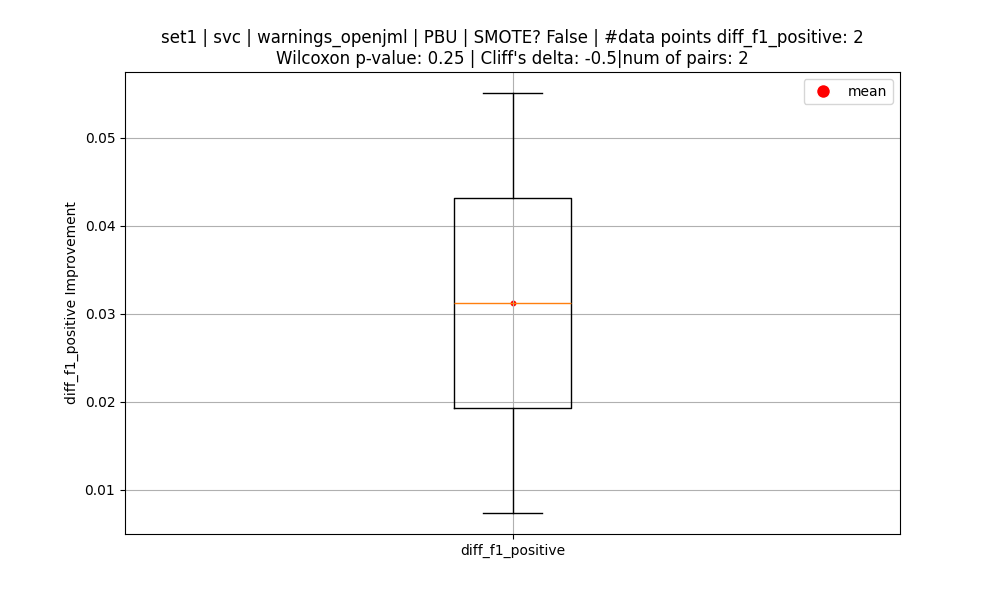 set1 | svc | warnings_openjml | PBU | SMOTE? False | #data points diff_f1_positive: 2
Wilcoxon p-value: 0.25 | Cliff's delta: -0.5|num of pairs: 2
mean
0.05
0.04
0.03
0.02
0.01
diff_f1_positive Improvement
diff_f1_positive